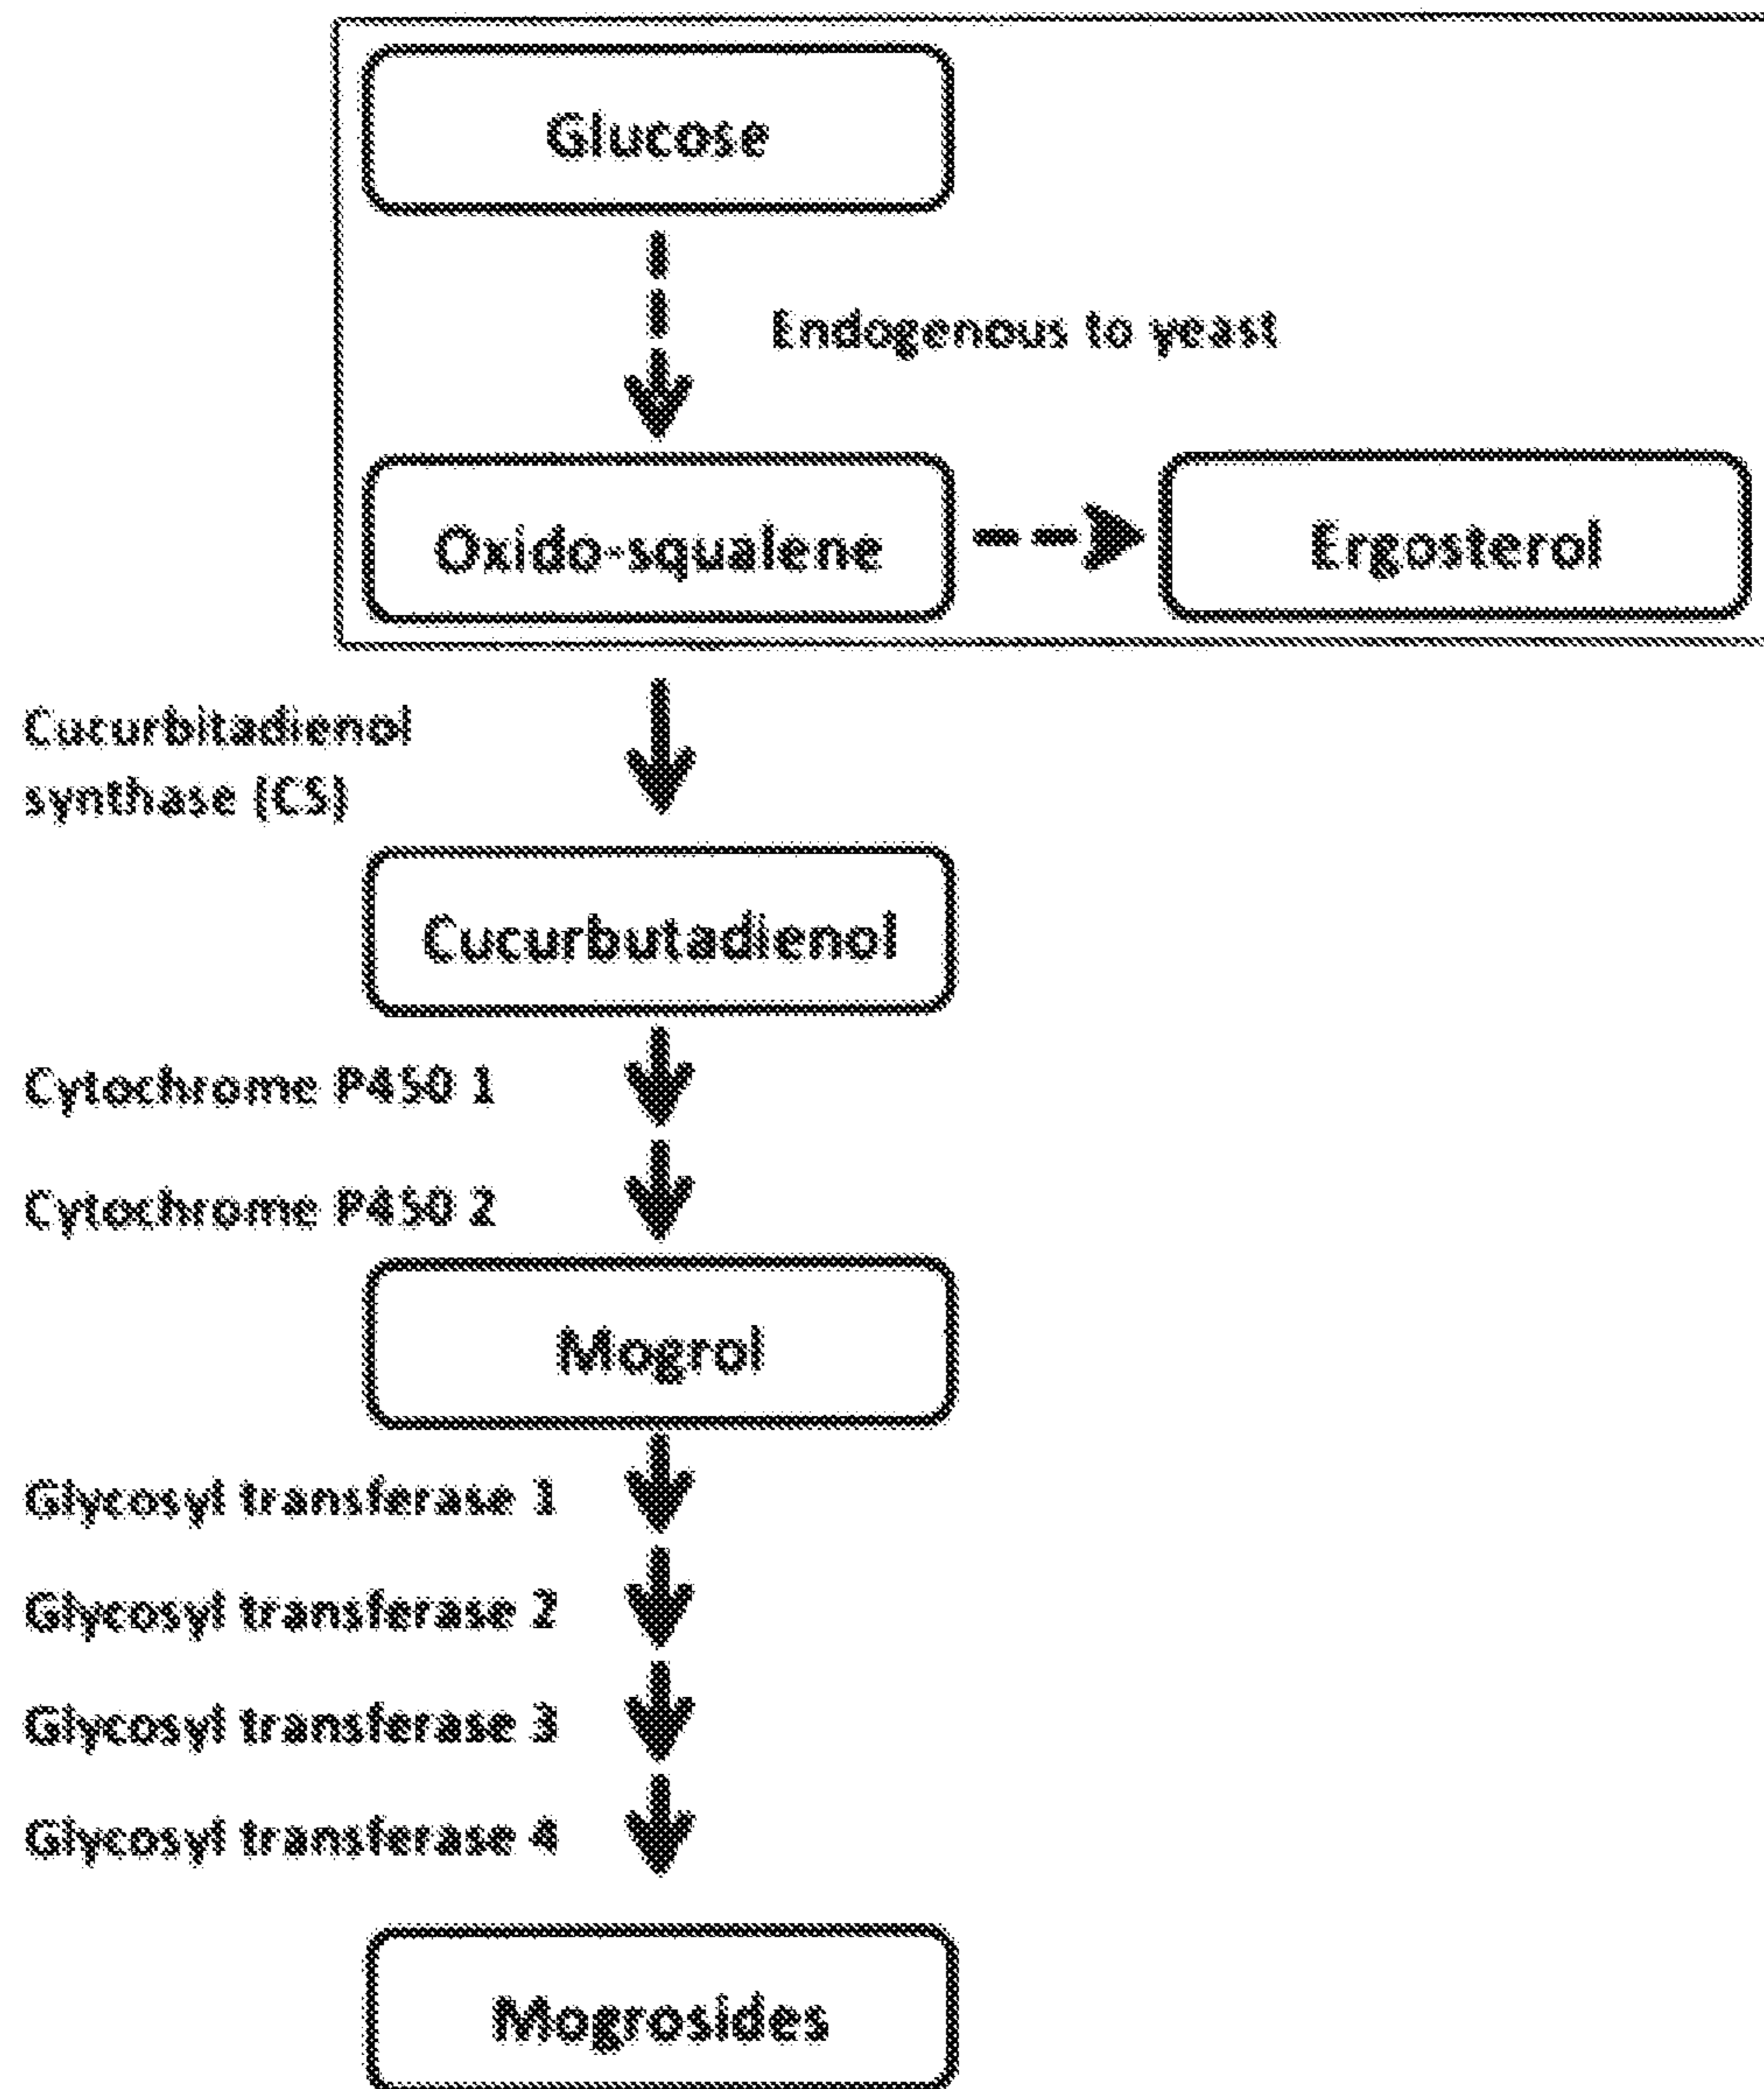 Glucose
Endogenous to yeast
Oxido-squalene
Ergosterol
Cucurbitadienol
synthase (CS)
Cucurbutadienol
Cytochrome P450 1
Cytochrome P450 2
Mogrol
Glycosyl transferase 1
Glycosyl transferase 2
Glycosyl transferase 3
Glycosyl transferase 4
Mogrosides